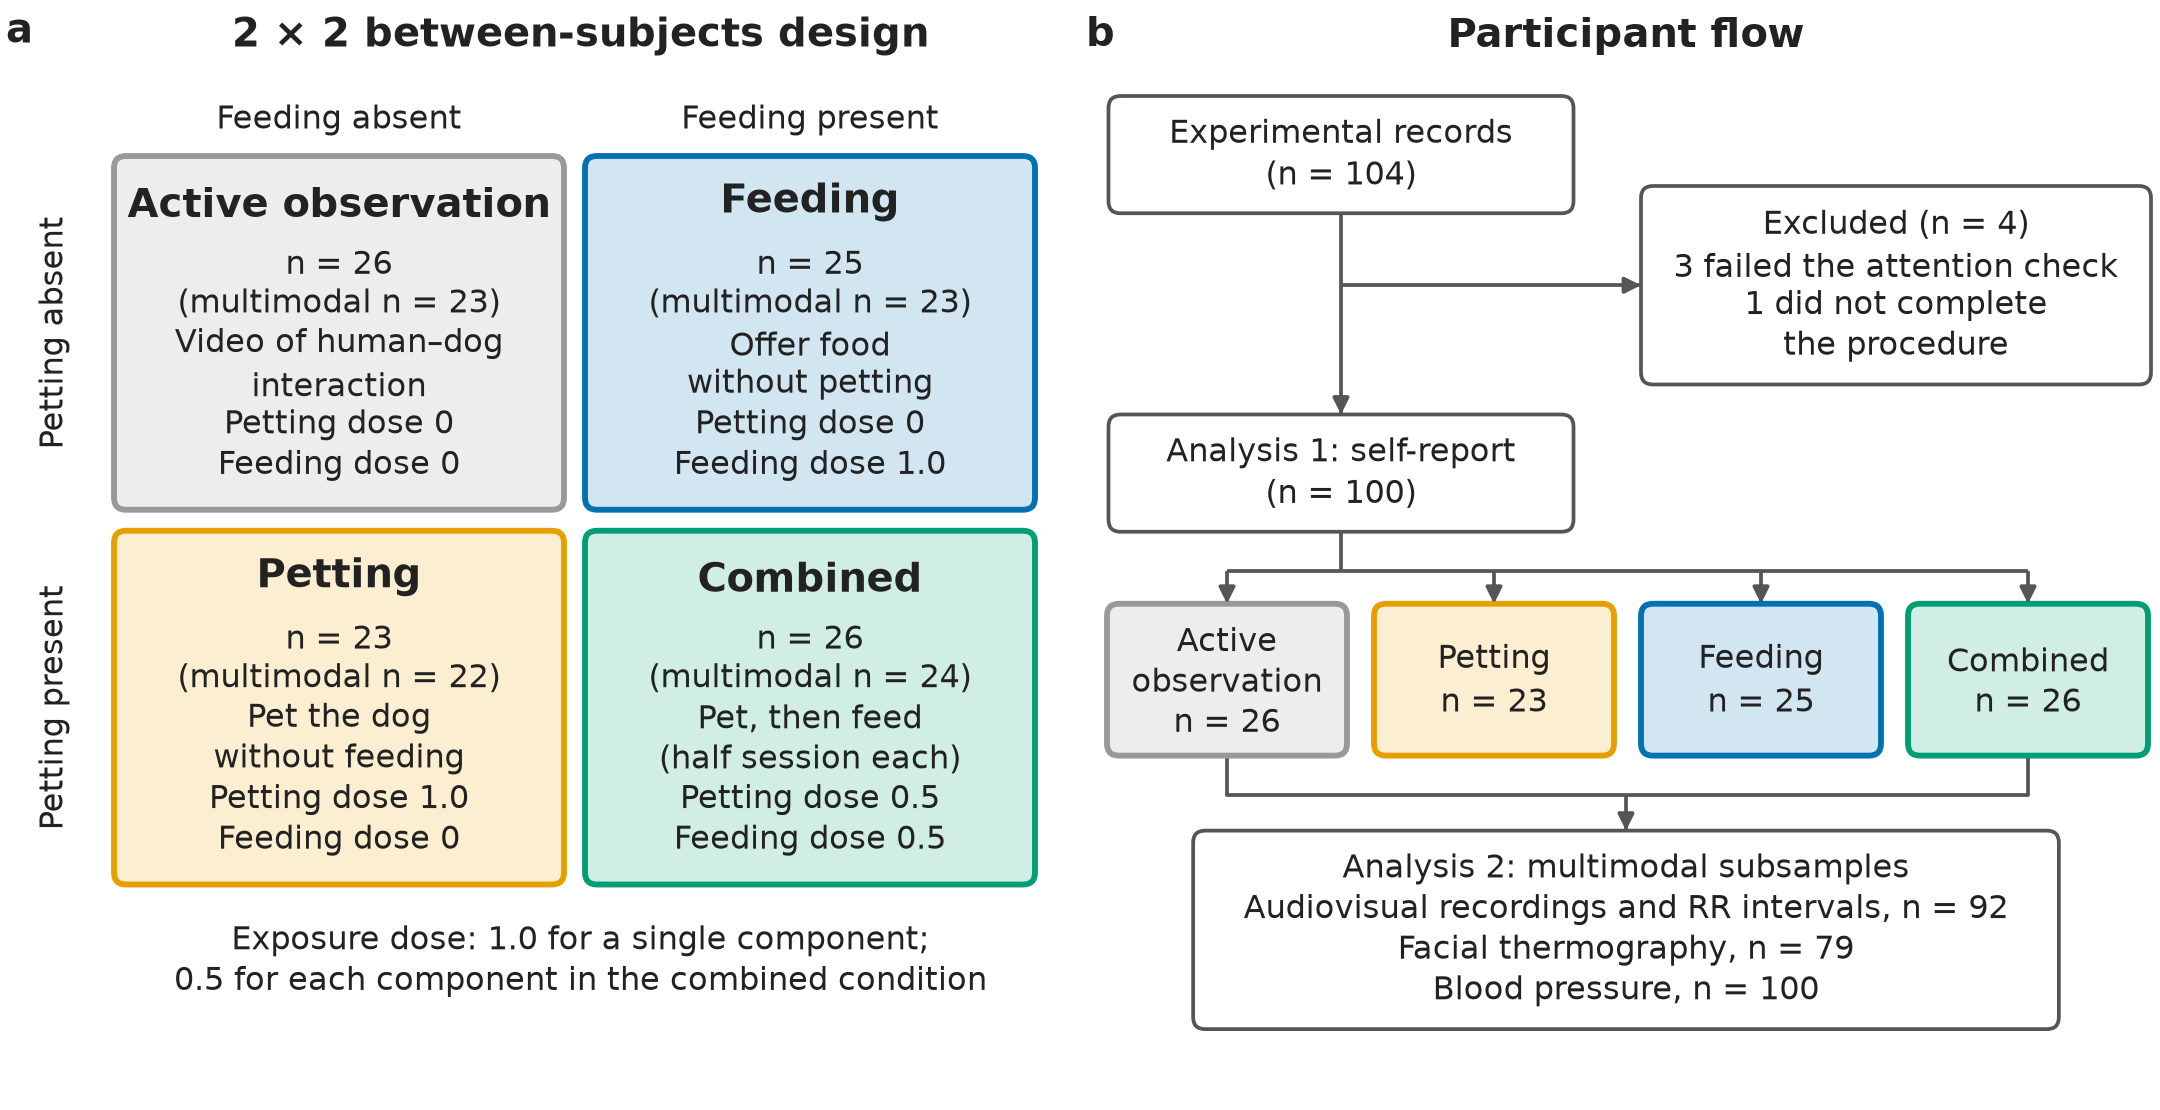 a
2 × 2 between-subjects design
Feeding absent
Feeding present
Petting absent
Active observation
n = 26
(multimodal n = 23)
Video of human–dog
interaction
Petting dose 0
Feeding dose 0
Feeding
n = 25
(multimodal n = 23)
Offer food
without petting
Petting dose 0
Feeding dose 1.0
Petting present
Petting
n = 23
(multimodal n = 22)
Pet the dog
without feeding
Petting dose 1.0
Feeding dose 0
Combined
n = 26
(multimodal n = 24)
Pet, then feed
(half session each)
Petting dose 0.5
Feeding dose 0.5
Exposure dose: 1.0 for a single component;
0.5 for each component in the combined condition
b
Participant flow
Experimental records
(n = 104)
Excluded (n = 4)
3 failed the attention check
1 did not complete
the procedure
Analysis 1: self-report
(n = 100)
Active
observation
n = 26
Petting
n = 23
Feeding
n = 25
Combined
n = 26
Analysis 2: multimodal subsamples
Audiovisual recordings and RR intervals, n = 92
Facial thermography, n = 79
Blood pressure, n = 100